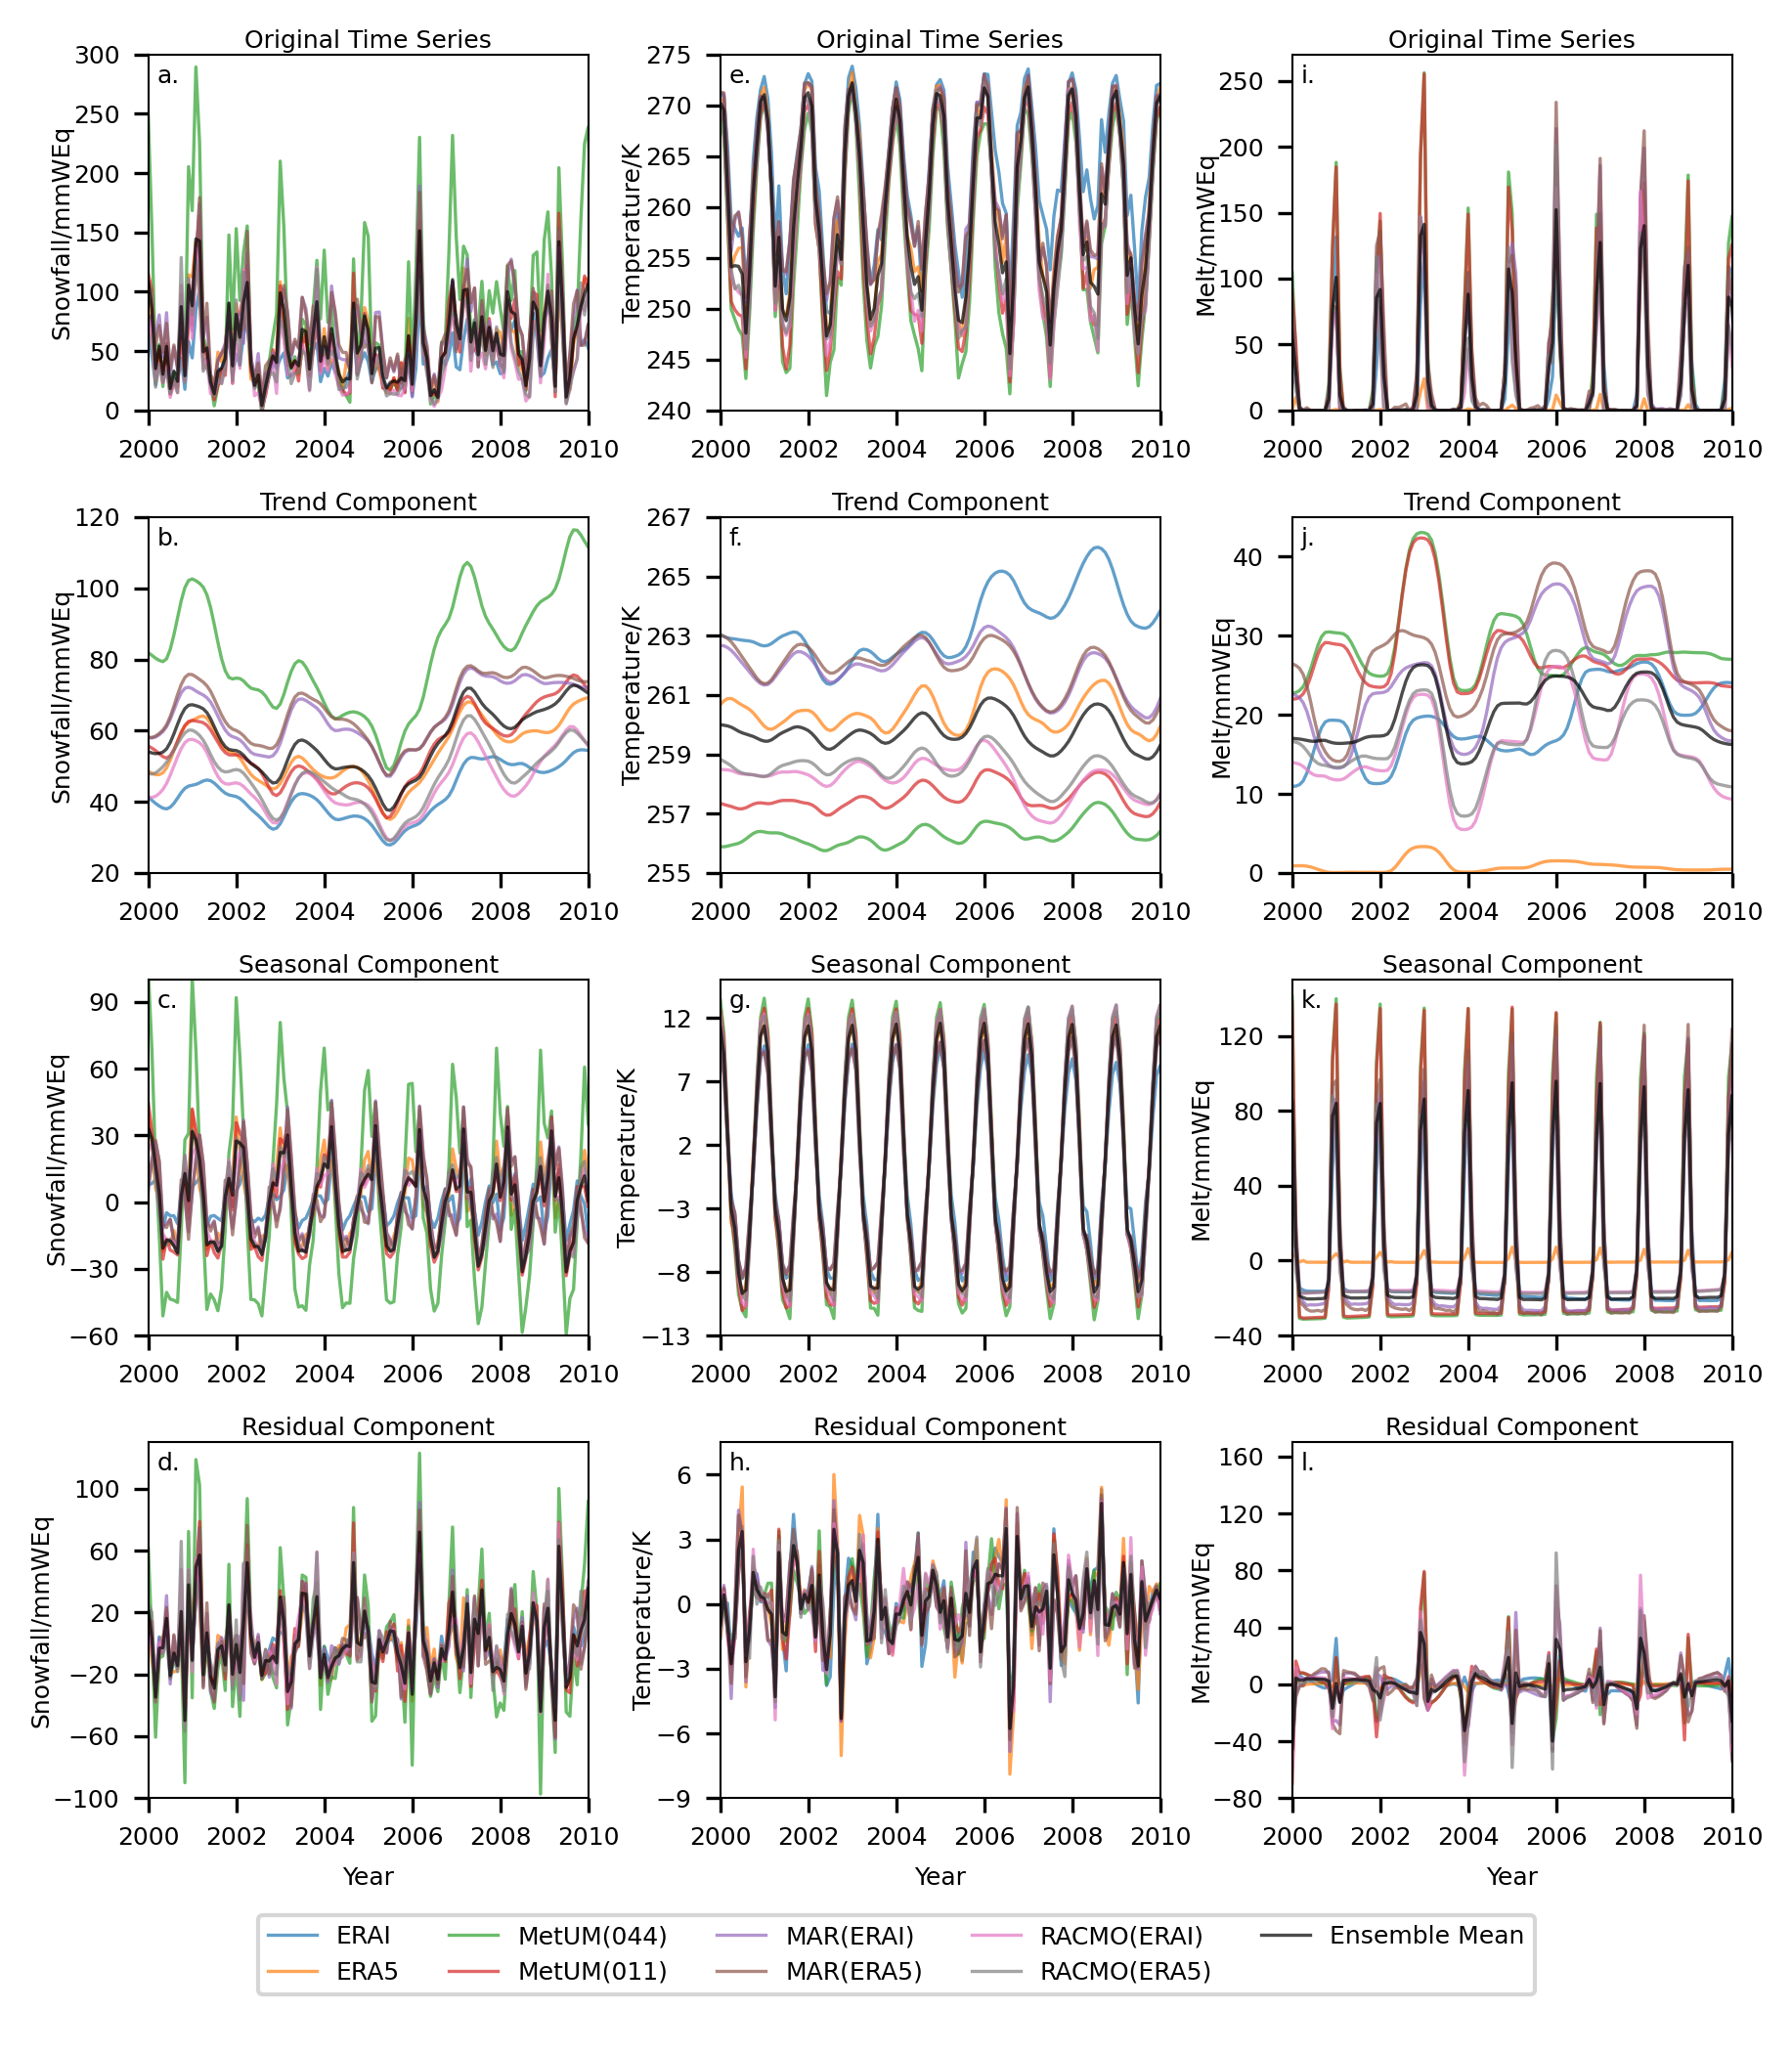 Original Time Series
a.
Snowfall/mmWEq
300
250
200
150
100
50
0
2000 2002 2004 2006 2008 2010
Original Time Series
e.
Temperature/K
275
270
265
260
255
250
245
240
2000 2002 2004 2006 2008 2010
Original Time Series
i.
Melt/mmWEq
250
200
150
100
50
0
2000 2002 2004 2006 2008 2010
Trend Component
b.
Snowfall/mmWEq
120
100
80
60
40
20
2000 2002 2004 2006 2008 2010
Trend Component
f.
Temperature/K
267
265
263
261
259
257
255
2000 2002 2004 2006 2008 2010
Trend Component
j.
Melt/mmWEq
40
30
20
10
0
2000 2002 2004 2006 2008 2010
Seasonal Component
c.
Snowfall/mmWEq
90
60
30
0
−30
−60
2000 2002 2004 2006 2008 2010
Seasonal Component
g.
Temperature/K
12
7
2
−3
−8
−13
2000 2002 2004 2006 2008 2010
Seasonal Component
k.
Melt/mmWEq
120
80
40
0
−40
2000 2002 2004 2006 2008 2010
Residual Component
d.
Snowfall/mmWEq
100
60
20
−20
−60
−100
2000 2002 2004 2006 2008 2010
Year
Residual Component
h.
Temperature/K
6
3
0
−3
−6
−9
2000 2002 2004 2006 2008 2010
Year
Residual Component
l.
Melt/mmWEq
160
120
80
40
0
−40
−80
2000 2002 2004 2006 2008 2010
Year
ERAI MetUM(044) MAR(ERAI) RACMO(ERAI) Ensemble Mean
ERA5 MetUM(011) MAR(ERA5) RACMO(ERA5)